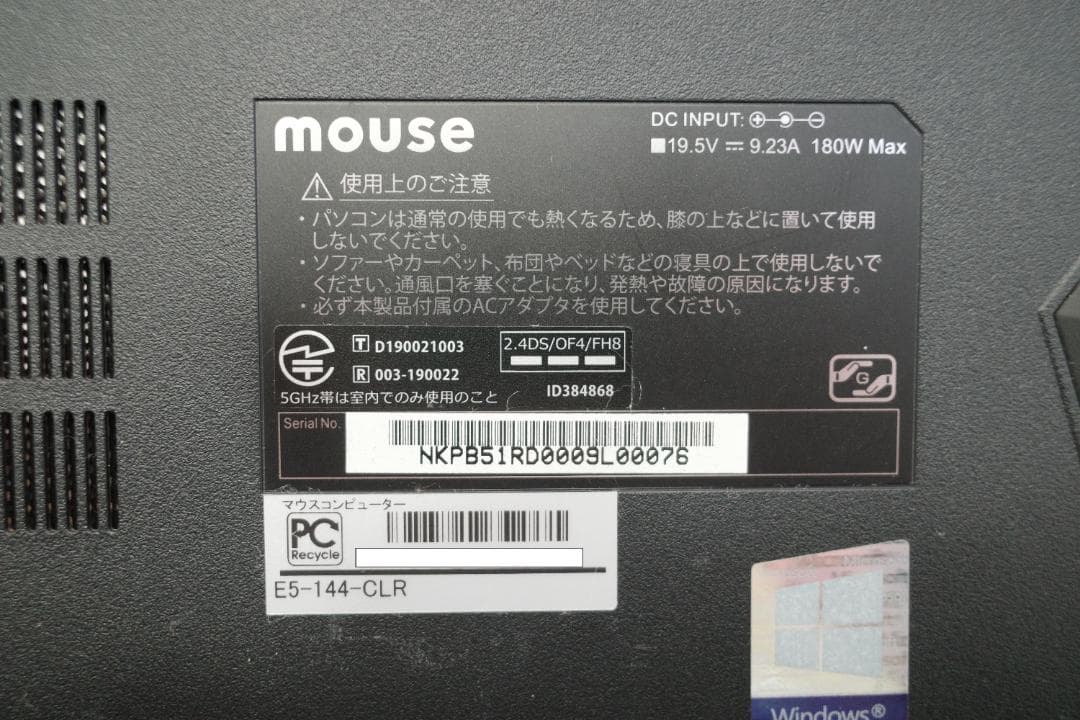 mouse
DC INPUT:
■19.5V ⎓ 9.23A 180W Max
使用上のご注意
・パソコンは通常の使用でも熱くなるため、膝の上などに置いて使用
しないでください。
・ソファーやカーペット、布団やベッドなどの寝具の上で使用しないで
ください。通風口を塞ぐことになり、発熱や故障の原因になります。
・必ず本製品付属のACアダプタを使用してください。
T D190021003
R 003-190022
2.4DS/OF4/FH8
5GHz帯は室内でのみ使用のこと
ID384868
G
Serial No.
NKPB51RD0009L00076
マウスコンピューター
PC
Recycle
E5-144-CLR
Microsoft
Windows®